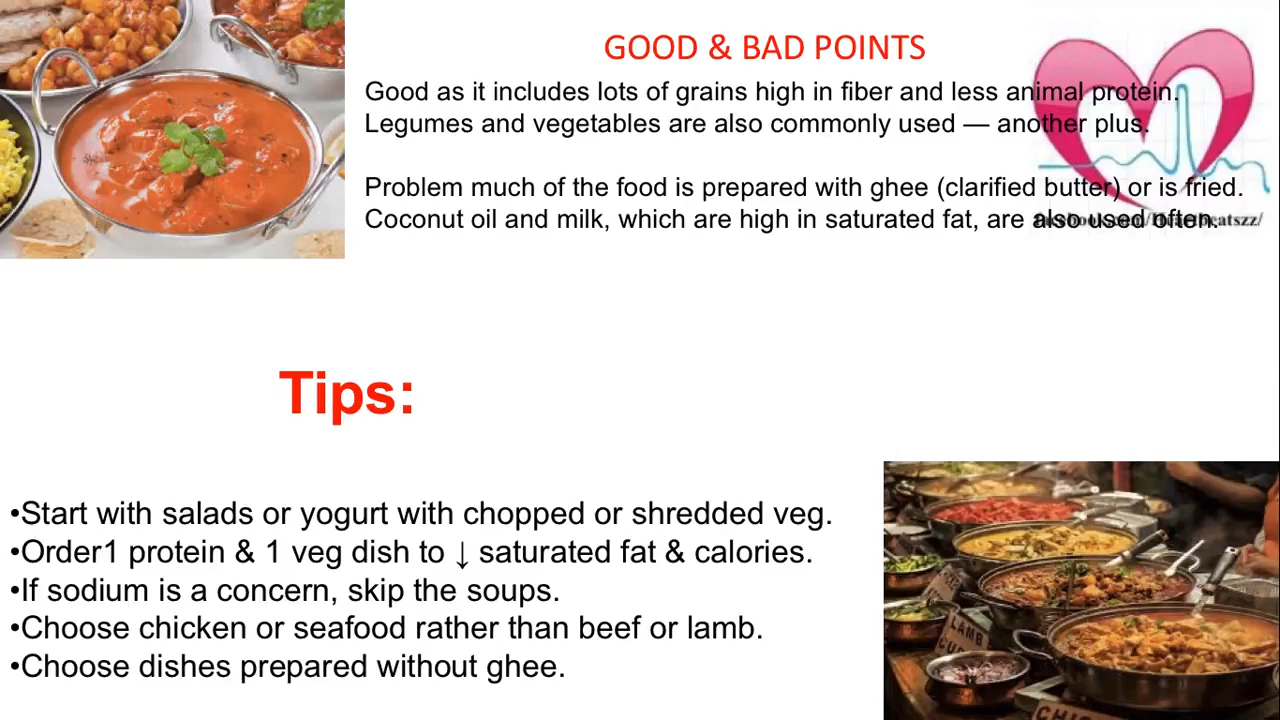 GOOD & BAD POINTS
Good as it includes lots of grains high in fiber and less animal protein.
Legumes and vegetables are also commonly used — another plus.
Problem much of the food is prepared with ghee (clarified butter) or is fried.
Coconut oil and milk, which are high in saturated fat, are also used often.
Tips:
•Start with salads or yogurt with chopped or shredded veg.
•Order1 protein & 1 veg dish to ↓ saturated fat & calories.
•If sodium is a concern, skip the soups.
•Choose chicken or seafood rather than beef or lamb.
•Choose dishes prepared without ghee.
LAMB